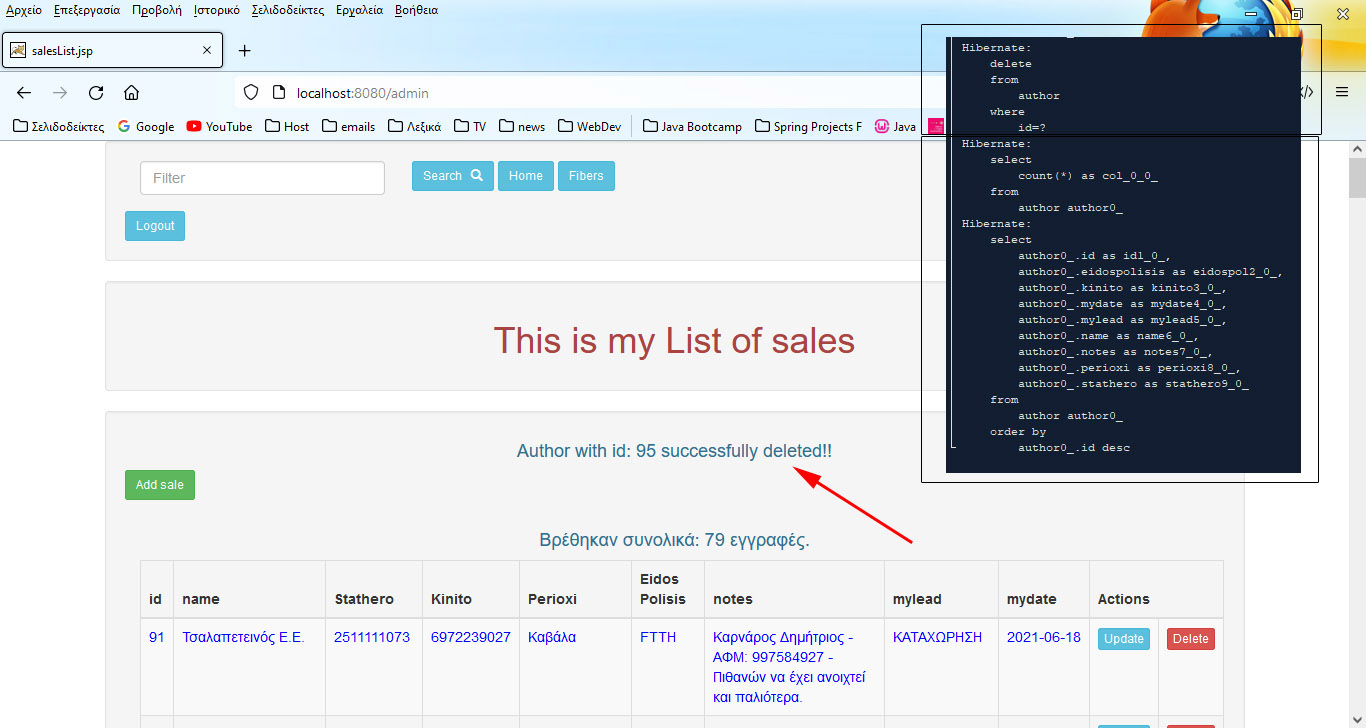 Αρχείο Επεξεργασία Προβολή Ιστορικό Σελιδοδείκτες Εργαλεία Βοήθεια
salesList.jsp
localhost:8080/admin
Σελιδοδείκτες Google YouTube Host emails Λεξικά TV news WebDev Java Bootcamp Spring Projects F Java
Filter
Search Home Fibers
Logout
This is my List of sales
Author with id: 95 successfully deleted!!
Add sale
Βρέθηκαν συνολικά: 79 εγγραφές.
id name Stathero Kinito Perioxi Eidos Polisis notes mylead mydate Actions
91 Τσαλαπετεινός Ε.Ε. 2511111073 6972239027 Καβάλα FTTH Καρνάρος Δημήτριος - ΚΑΤΑΧΩΡΗΣΗ 2021-06-18 Update Delete
ΑΦΜ: 997584927 -
Πιθανών να έχει ανοιχτεί
και παλιότερα.
Hibernate:
delete
from
author
where
id=?
Hibernate:
select
count(*) as col_0_0_
from
author author0_
Hibernate:
select
author0_.id as id1_0_,
author0_.eidospolisis as eidospol2_0_,
author0_.kinito as kinito3_0_,
author0_.mydate as mydate4_0_,
author0_.mylead as mylead5_0_,
author0_.name as name6_0_,
author0_.notes as notes7_0_,
author0_.perioxi as perioxi8_0_,
author0_.stathero as stathero9_0_
from
author author0_
order by
author0_.id desc